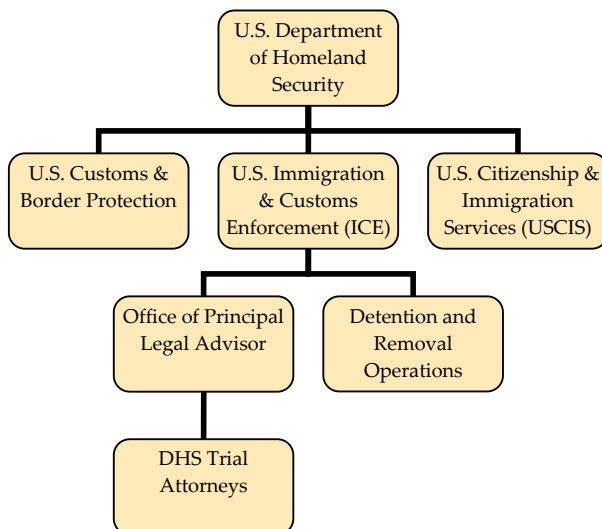 U.S. Department
of Homeland
Security
U.S. Customs &
Border Protection
U.S. Immigration
& Customs
Enforcement (ICE)
U.S. Citizenship &
Immigration
Services (USCIS)
Office of Principal
Legal Advisor
Detention and
Removal
Operations
DHS Trial
Attorneys